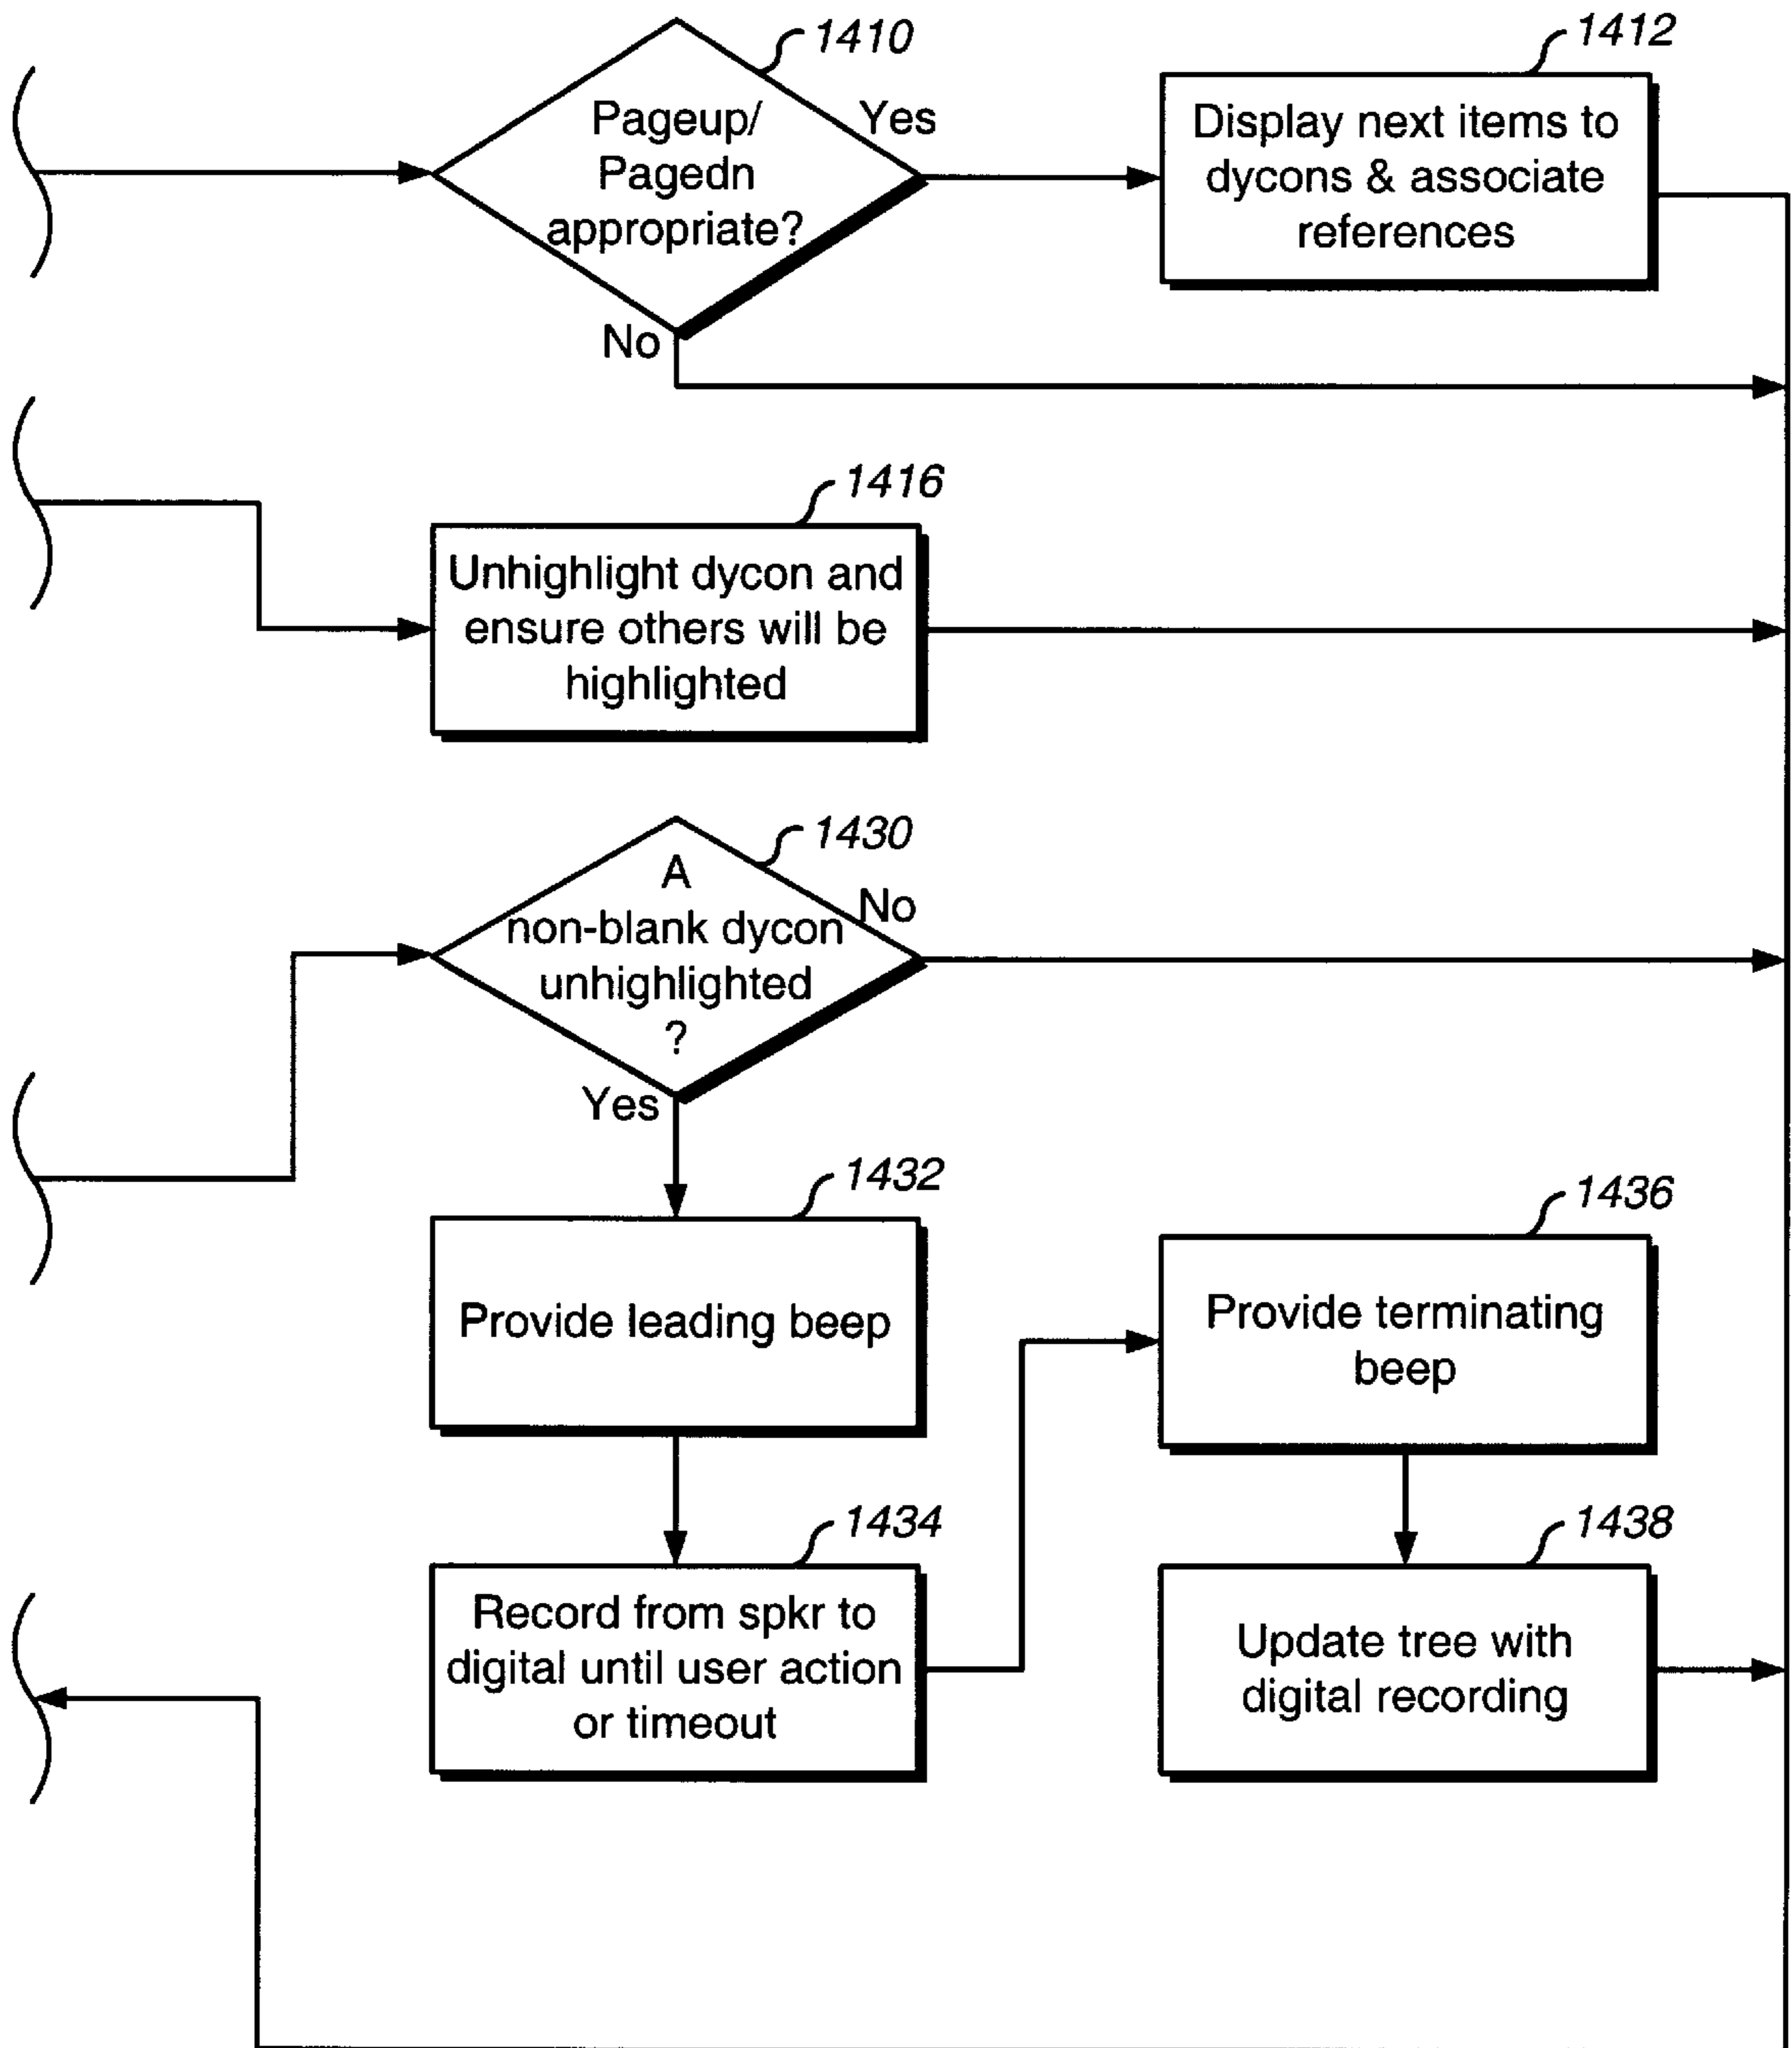 1410
Pageup/
Pagedn
appropriate?
Yes
No
1412
Display next items to
dycons & associate
references
1416
Unhighlight dycon and
ensure others will be
highlighted
1430
A
non-blank dycon
unhighlighted
?
No
Yes
1432
Provide leading beep
1434
Record from spkr to
digital until user action
or timeout
1436
Provide terminating
beep
1438
Update tree with
digital recording